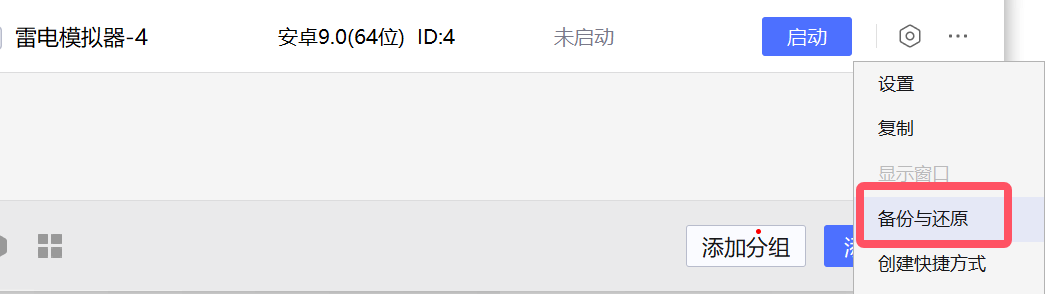 雷电模拟器-4 安卓9.0(64位) ID:4 未启动 启动
设置
复制
显示窗口
备份与还原
添加分组
创建快捷方式